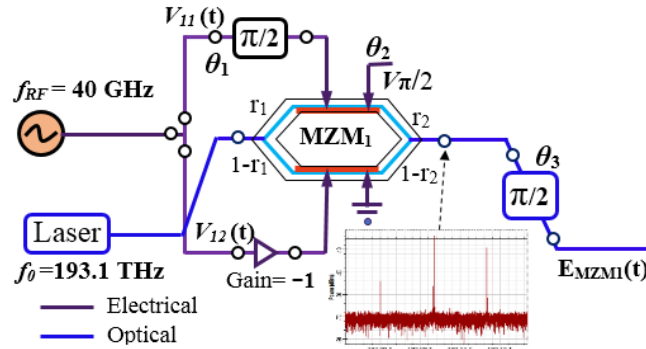 V11(t)
π/2
θ1
θ2
Vπ/2
fRF = 40 GHz
r1
MZM1
r2
1-r1
1-r2
θ3
π/2
V12(t)
Laser
Gain= −1
f0=193.1 THz
EMZM1(t)
Electrical
Optical